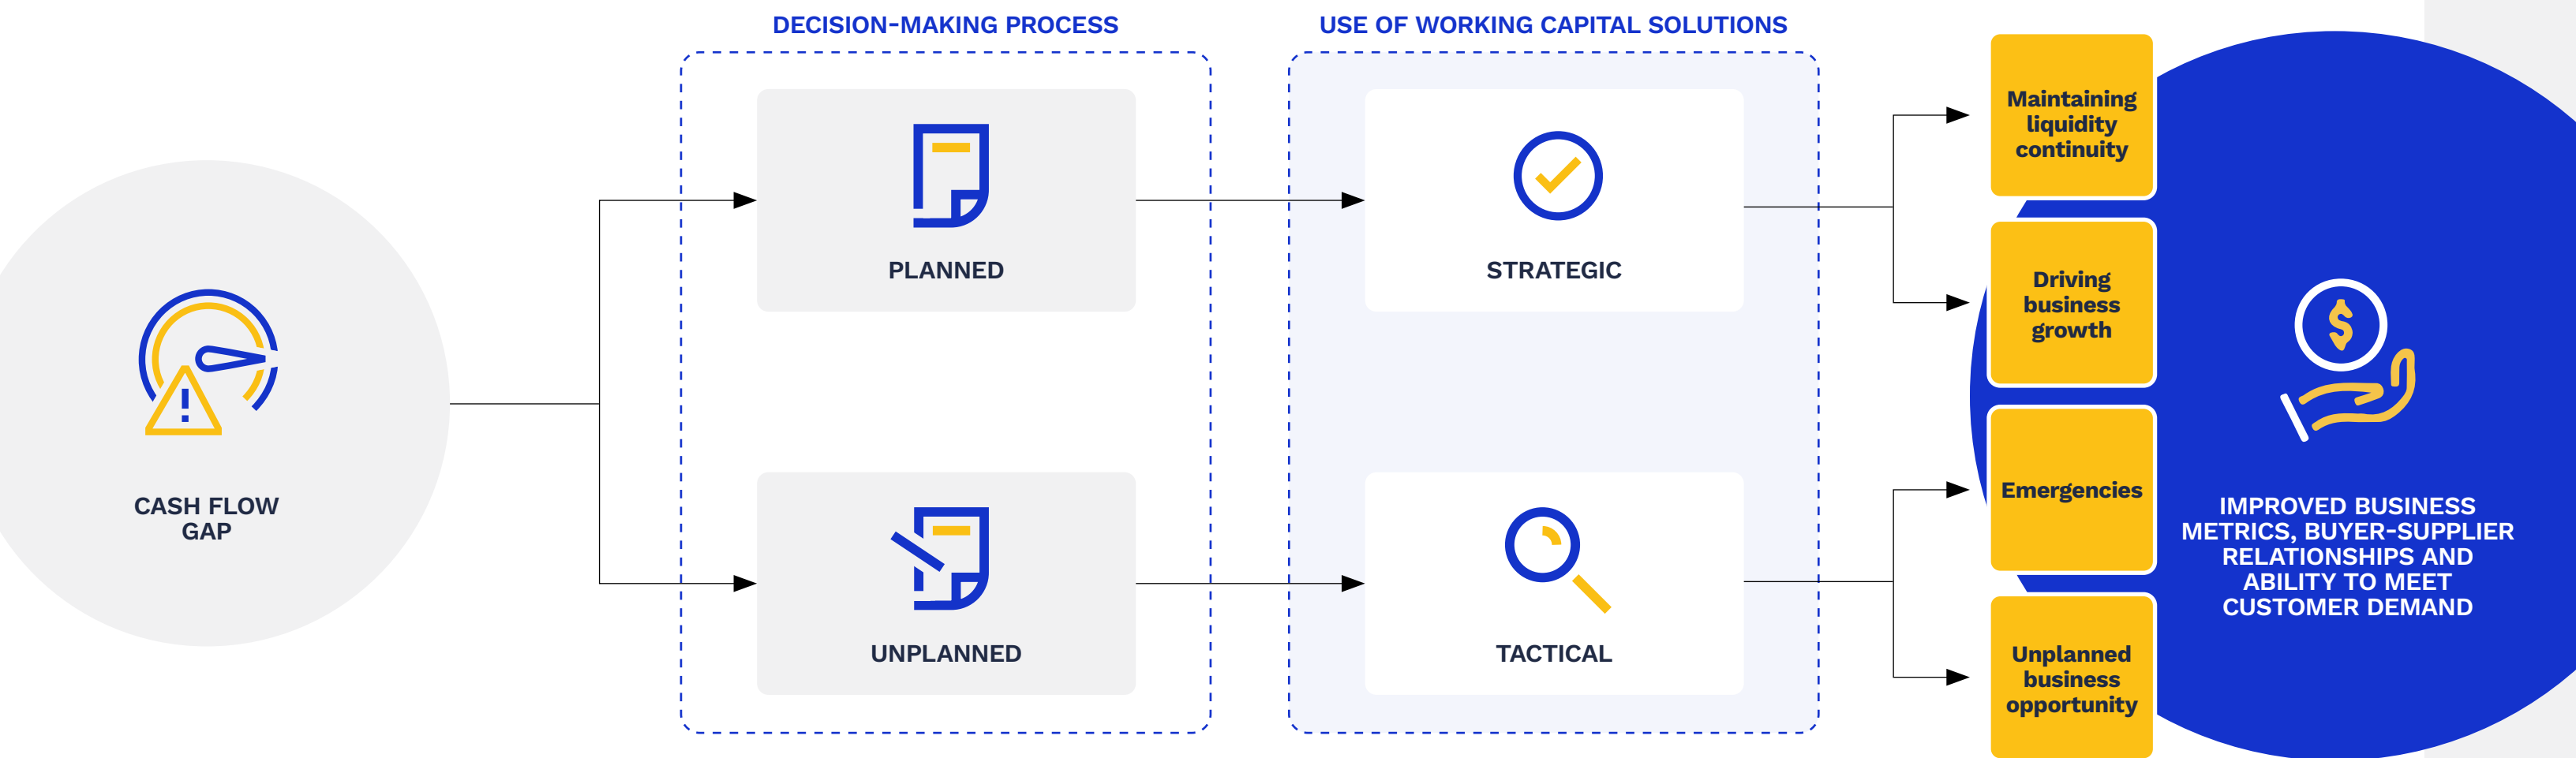 DECISION-MAKING PROCESS
USE OF WORKING CAPITAL SOLUTIONS
CASH FLOW
GAP
PLANNED
UNPLANNED
STRATEGIC
TACTICAL
Maintaining
liquidity
continuity
Driving
business
growth
Emergencies
Unplanned
business
opportunity
$
IMPROVED BUSINESS
METRICS, BUYER-SUPPLIER
RELATIONSHIPS AND
ABILITY TO MEET
CUSTOMER DEMAND